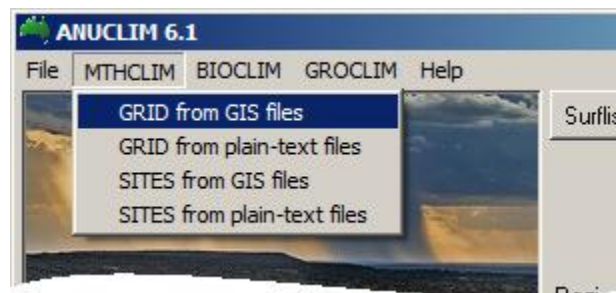 ANUCLIM 6.1
File MTHCLIM BIOCLIM GROCLIM Help
GRID from GIS files
GRID from plain-text files
SITES from GIS files
SITES from plain-text files